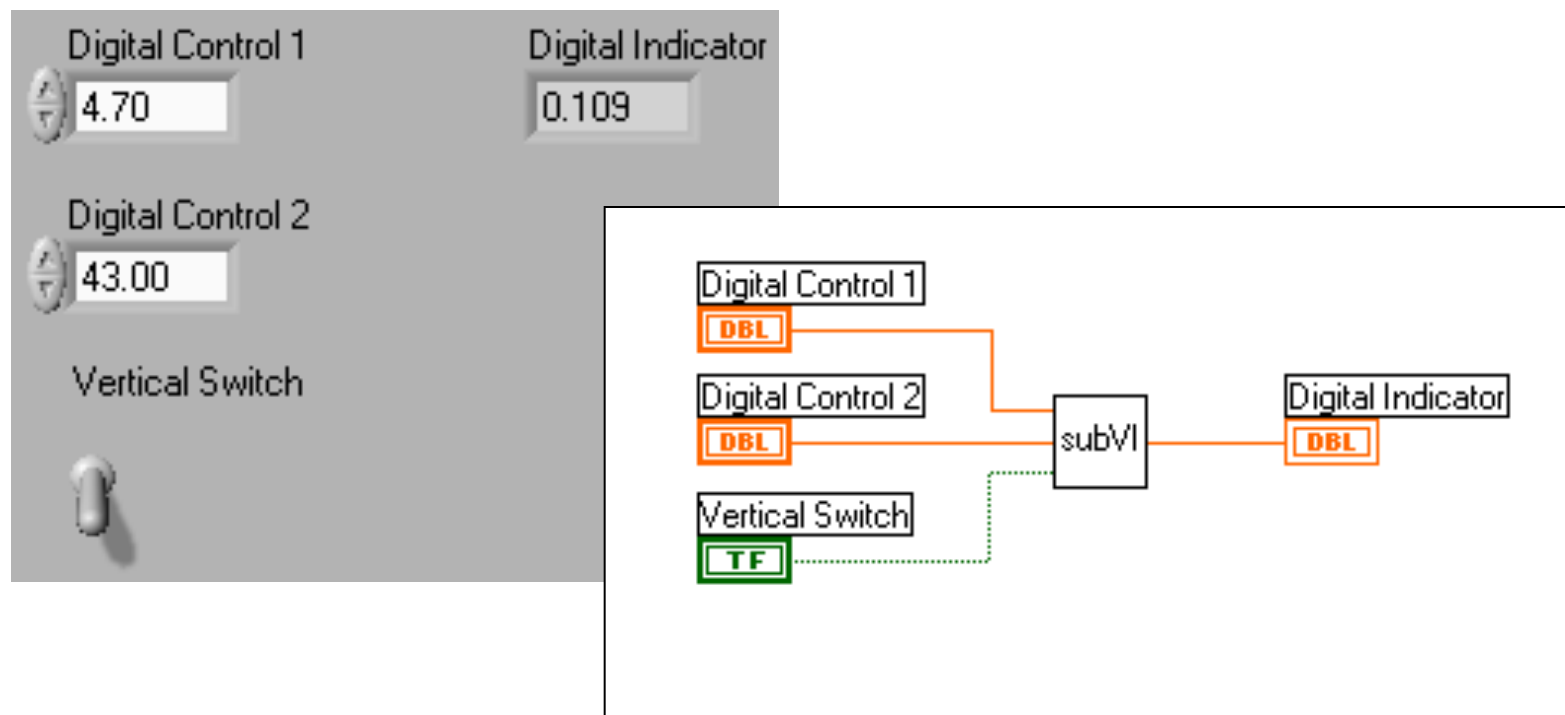 Digital Control 1
4.70
Digital Indicator
0.109
Digital Control 2
43.00
Vertical Switch
Digital Control 1
DBL
Digital Control 2
DBL
Vertical Switch
TF
subVI
Digital Indicator
DBL